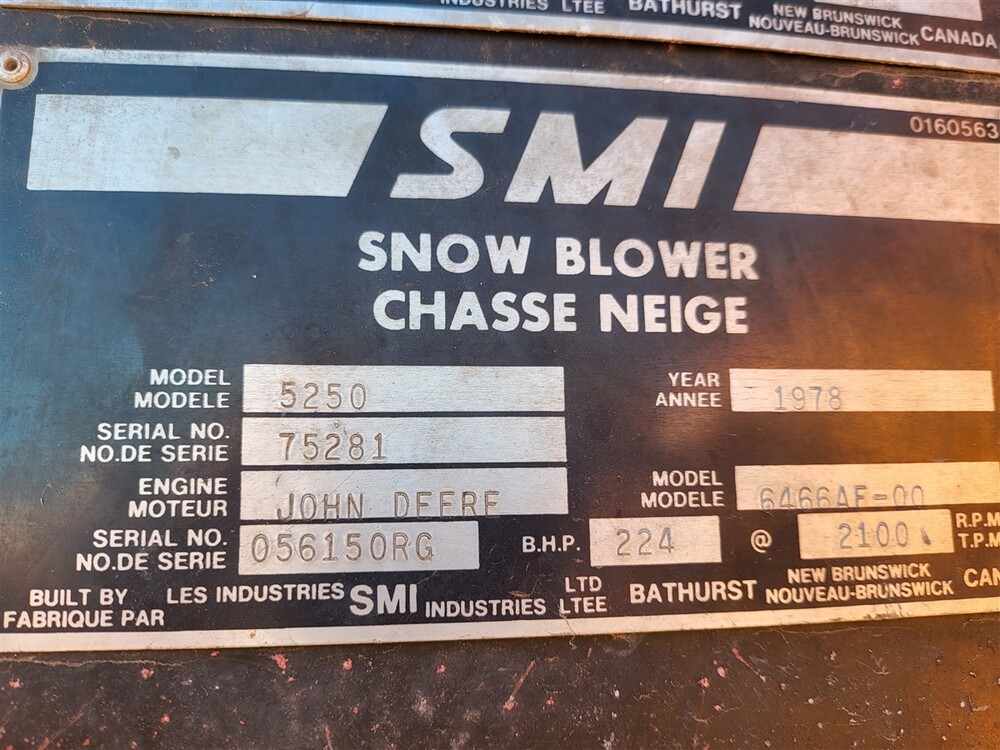 INDUSTRIES LTEE BATHURST NEW BRUNSWICK
NOUVEAU-BRUNSWICK CANADA
0160563
SMI
SNOW BLOWER
CHASSE NEIGE
MODEL
MODELE 5250
YEAR
ANNEE 1978
SERIAL NO.
NO.DE SERIE 75281
ENGINE
MOTEUR JOHN DEERE
MODEL
MODELE 6466AF-00
SERIAL NO.
NO.DE SERIE 056150RG
B.H.P. 224 @ 2100 R.P.M
T.P.M
BUILT BY
FABRIQUE PAR
LES INDUSTRIES SMI INDUSTRIES LTD
LTEE
BATHURST NEW BRUNSWICK
NOUVEAU-BRUNSWICK CAN